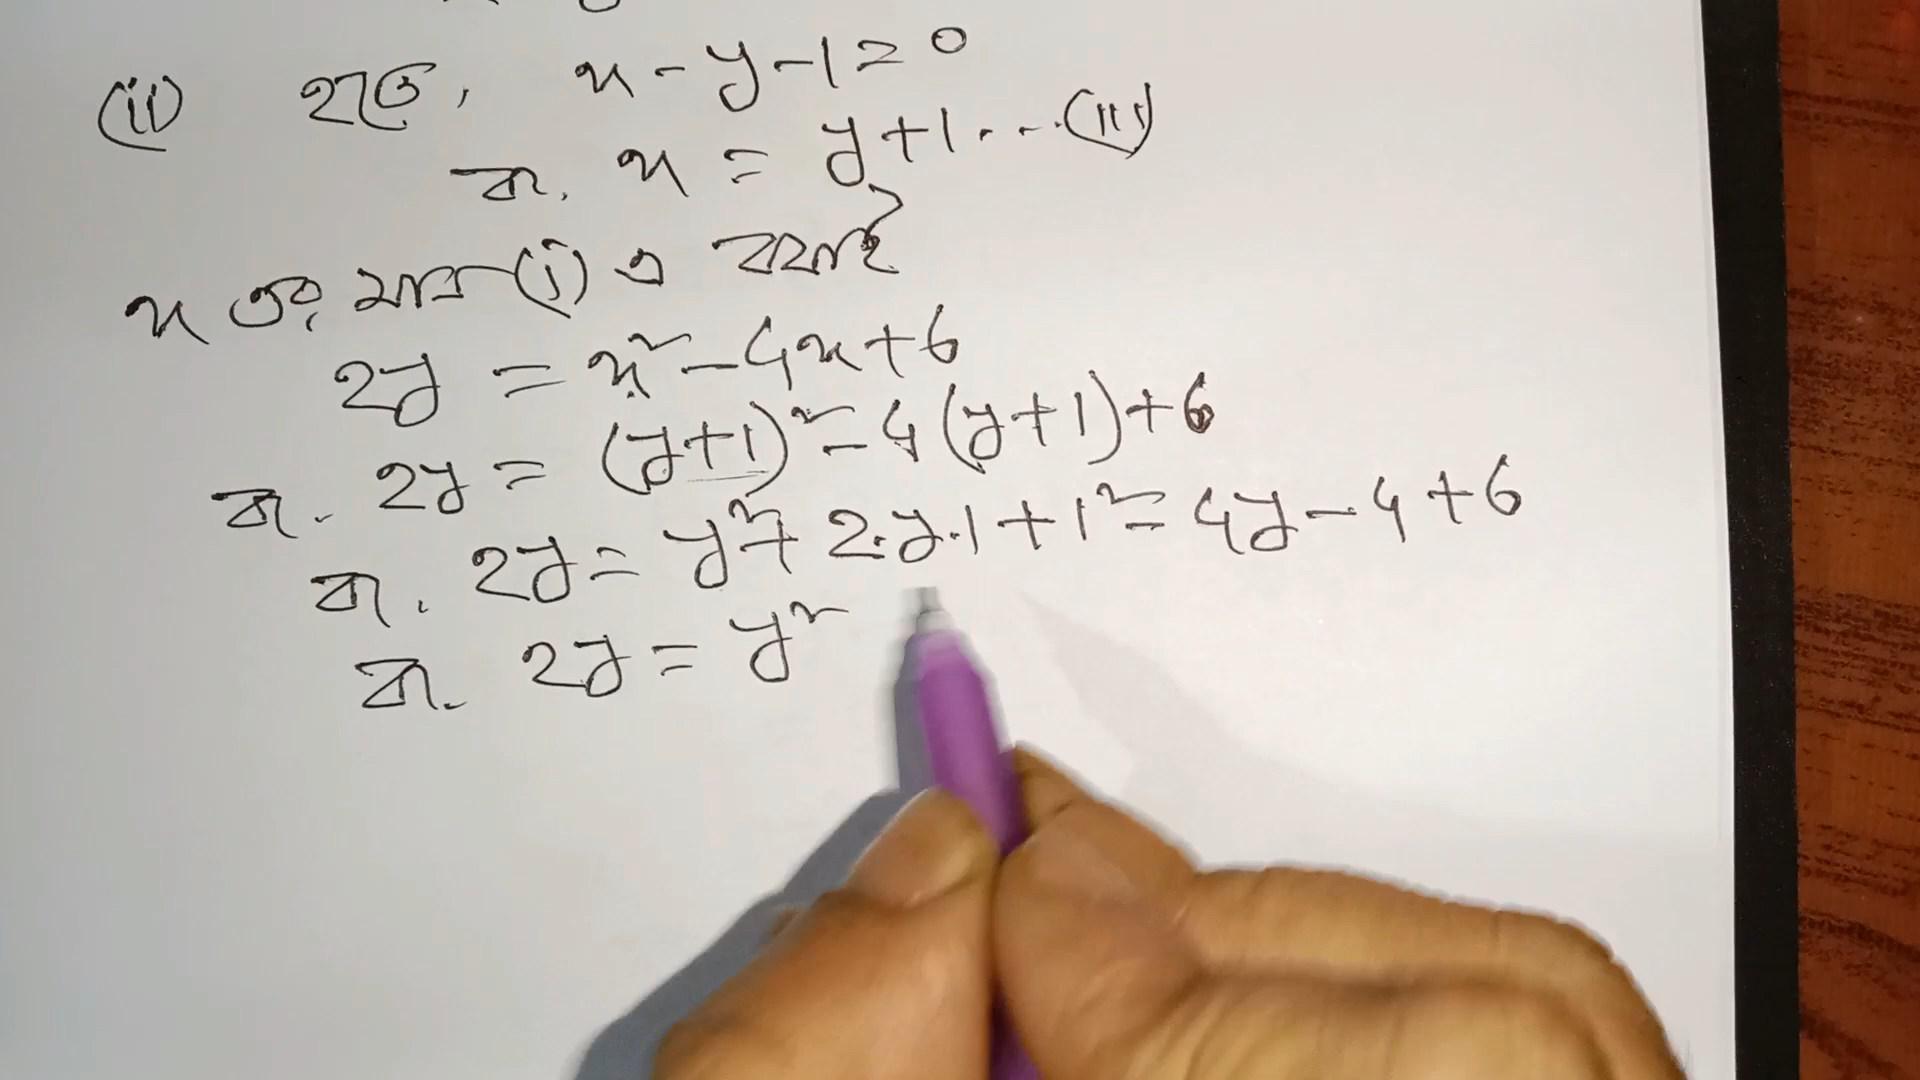 (ii) হতে, x - y - 1 = 0
বা, x = y + 1 ... (iii)
x এর মান (i) এ বসাই
2y = x² - 4x + 6
বা, 2y = (y+1)² - 4(y+1) + 6
বা, 2y = y² + 2.y.1 + 1² - 4y - 4 + 6
বা, 2y = y²